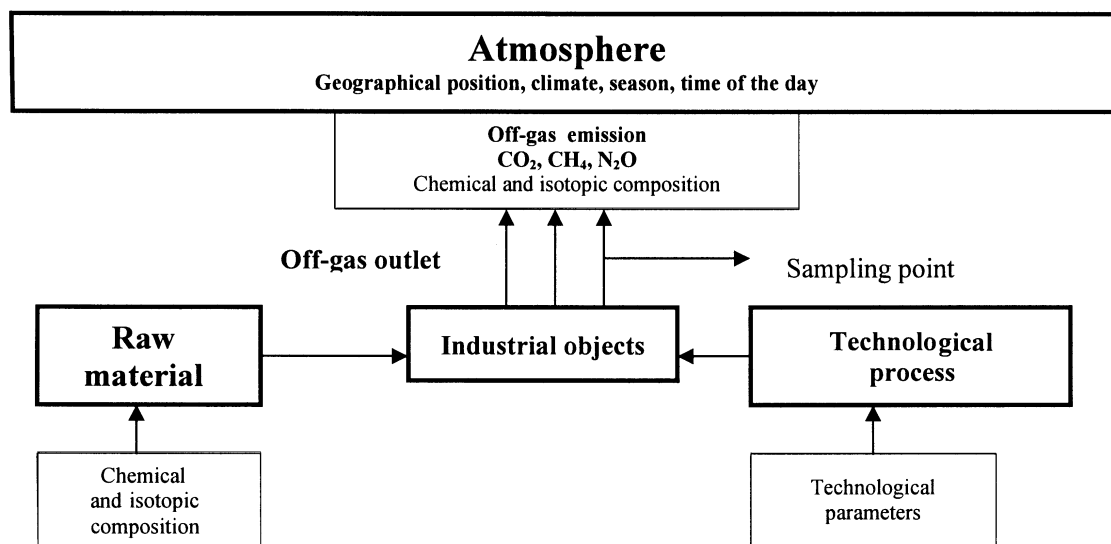 Atmosphere
Geographical position, climate, season, time of the day
Off-gas emission
CO₂, CH₄, N₂O
Chemical and isotopic composition
Off-gas outlet
Sampling point
Raw
material
Industrial objects
Technological
process
Chemical
and isotopic
composition
Technological
parameters